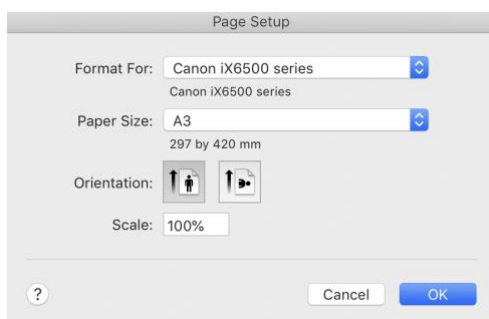 Page Setup
Format For: Canon iX6500 series
Canon iX6500 series
Paper Size: A3
297 by 420 mm
Orientation:
Scale: 100%
? Cancel OK